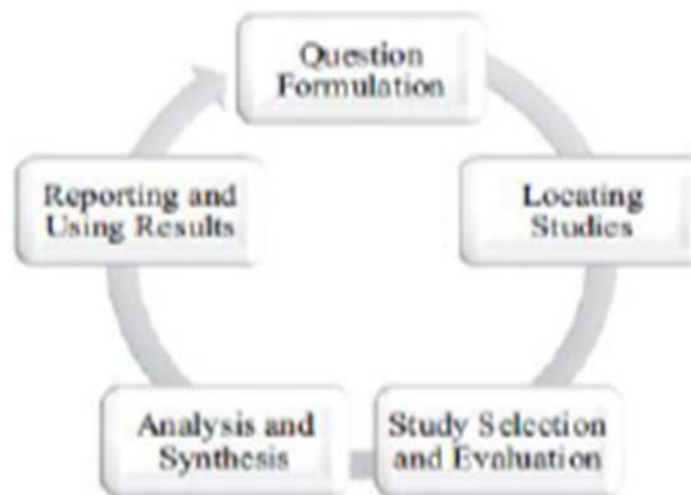 Question
Formulation
Locating
Studies
Study Selection
and Evaluation
Analysis and
Synthesis
Reporting and
Using Results